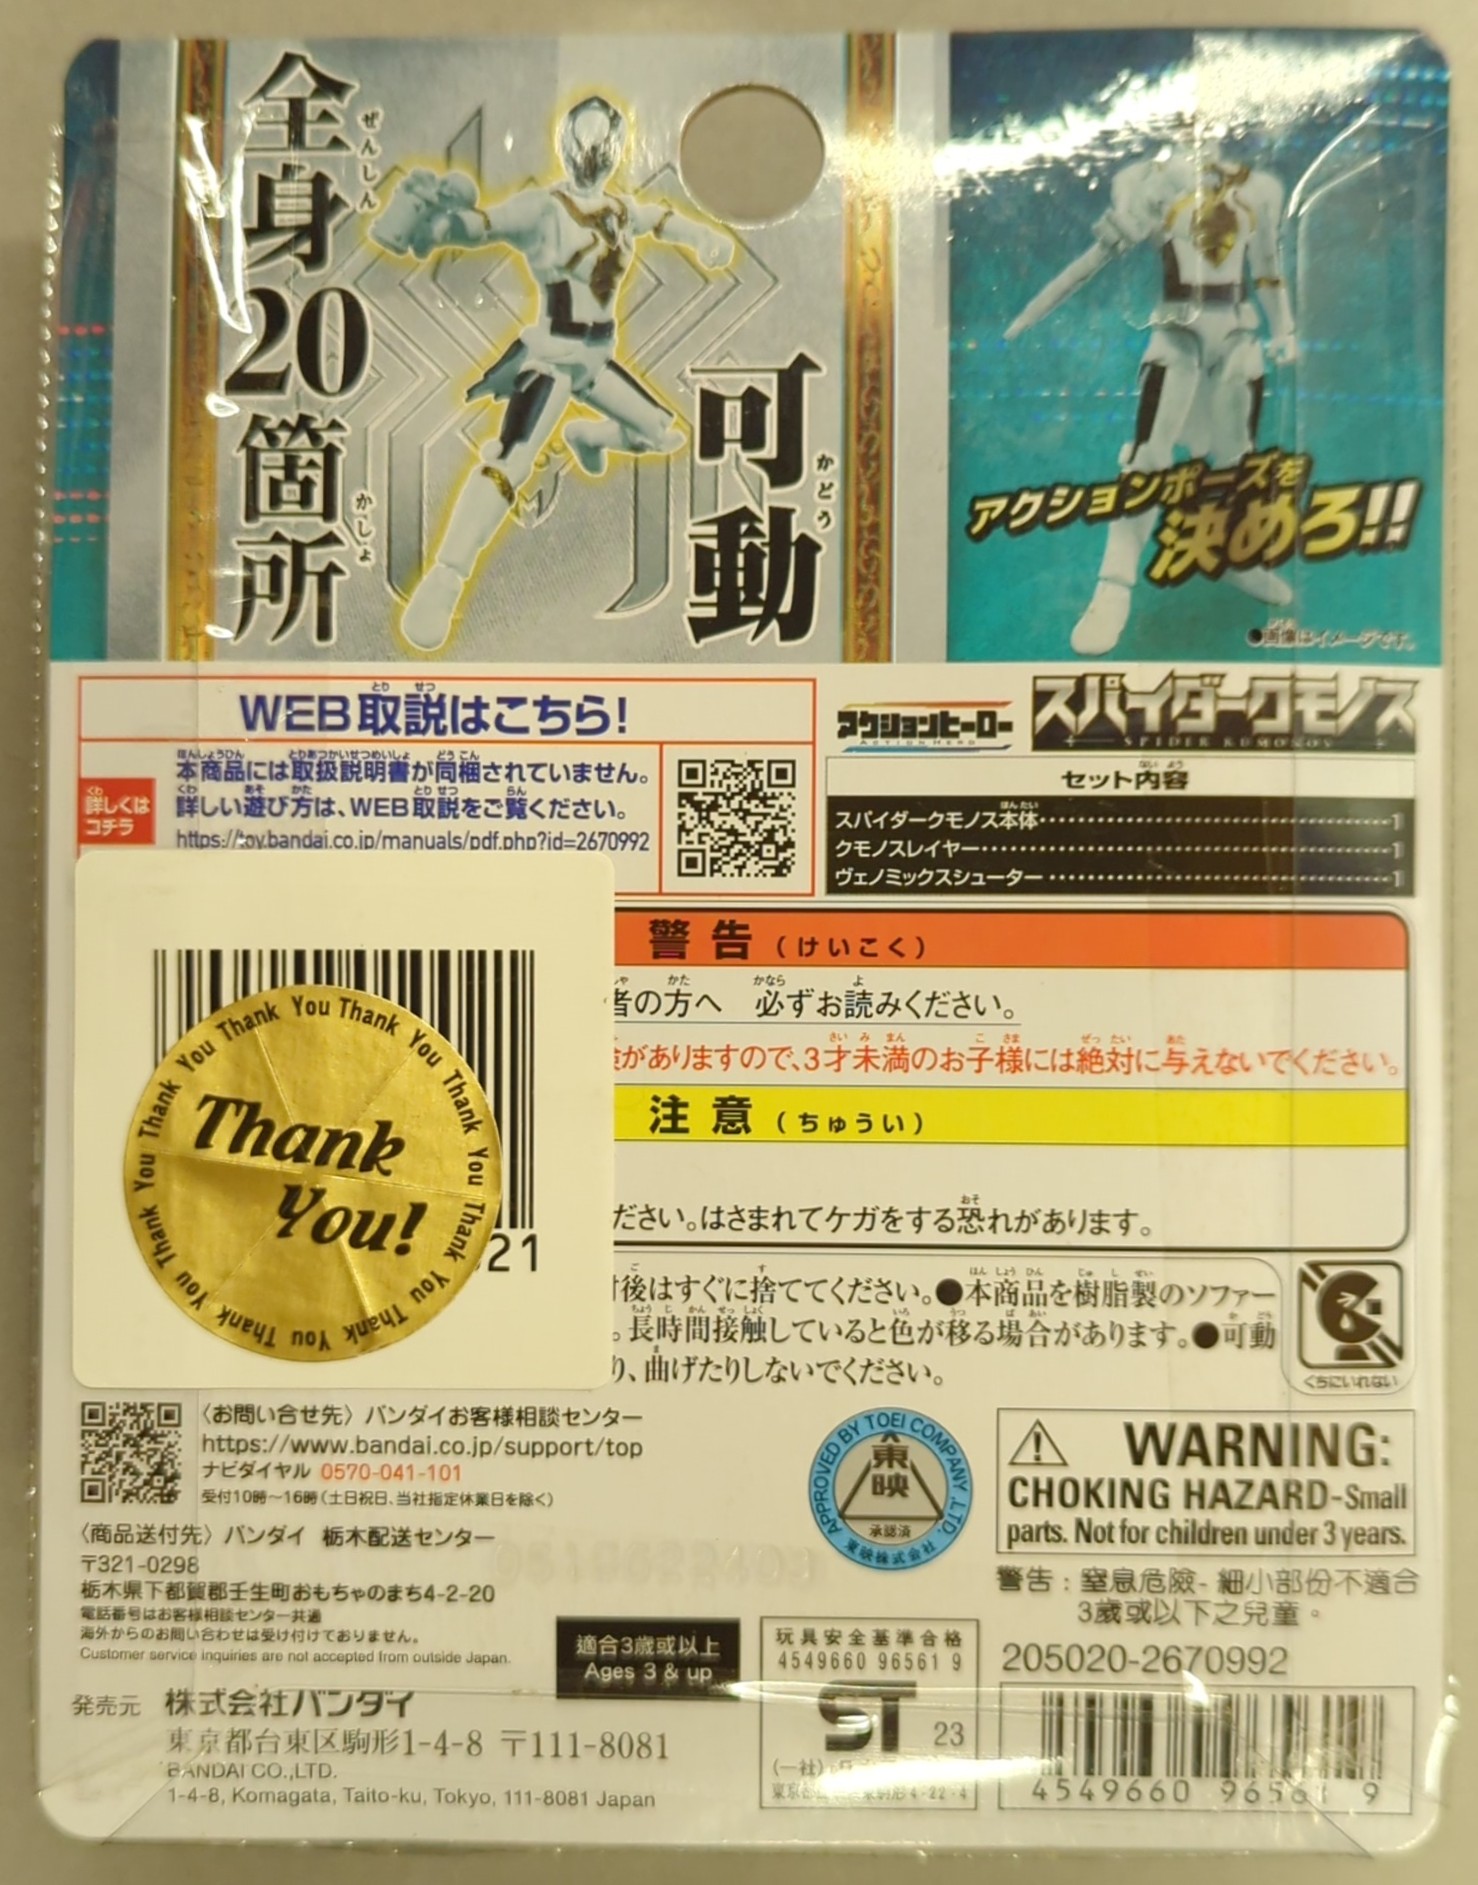 全身20箇所
ぜんしん
かしょ
可動
かどう
アクションポーズを
決めろ!!
●画像はイメージです。
WEB取説はこちら!
とり せつ
詳しくは
コチラ
本商品には取扱説明書が同梱されていません。
詳しい遊び方は、WEB取説をご覧ください。
https://toy.bandai.co.jp/manuals/pdf.php?id=2670992
アクションヒーロー
ACTION HERO
スパイダークモノス
SPIDER KUMONOS
セット内容
スパイダークモノス本体・・・1
クモノスレイヤー・・・1
ヴェノミックスシューター・・・1
警告(けいこく)
者の方へ 必ずお読みください。
がありますので、3才未満のお子様には絶対に与えないでください。
注意(ちゅうい)
ださい。はさまれてケガをする恐れがあります。
後はすぐに捨ててください。●本商品を樹脂製のソファー
。長時間接触していると色が移る場合があります。●可動
り、曲げたりしないでください。
くちにいれない
Thank You Thank You Thank You Thank You Thank You Thank You Thank You Thank You
Thank
You!
21
〈お問い合せ先〉バンダイお客様相談センター
https://www.bandai.co.jp/support/top
ナビダイヤル 0570-041-101
受付10時〜16時(土日祝日、当社指定休業日を除く)
〈商品送付先〉バンダイ 栃木配送センター
〒321-0298
栃木県下都賀郡壬生町おもちゃのまち4-2-20
電話番号はお客様相談センター共通
海外からのお問い合わせは受け付けておりません。
Customer service inquiries are not accepted from outside Japan.
発売元 株式会社バンダイ
東京都台東区駒形1-4-8 〒111-8081
BANDAI CO.,LTD.
1-4-8, Komagata, Taito-ku, Tokyo, 111-8081 Japan
APPROVED BY TOEI COMPANY, LTD.
東映
承認済
東映株式会社
WARNING:
CHOKING HAZARD-Small
parts. Not for children under 3 years.
警告:窒息危險-細小部份不適合
3歲或以下之兒童。
適合3歲或以上
Ages 3 & up
玩具安全基準合格
4549660 96561 9
ST
23
(一社)
205020-2670992
4549660 965619